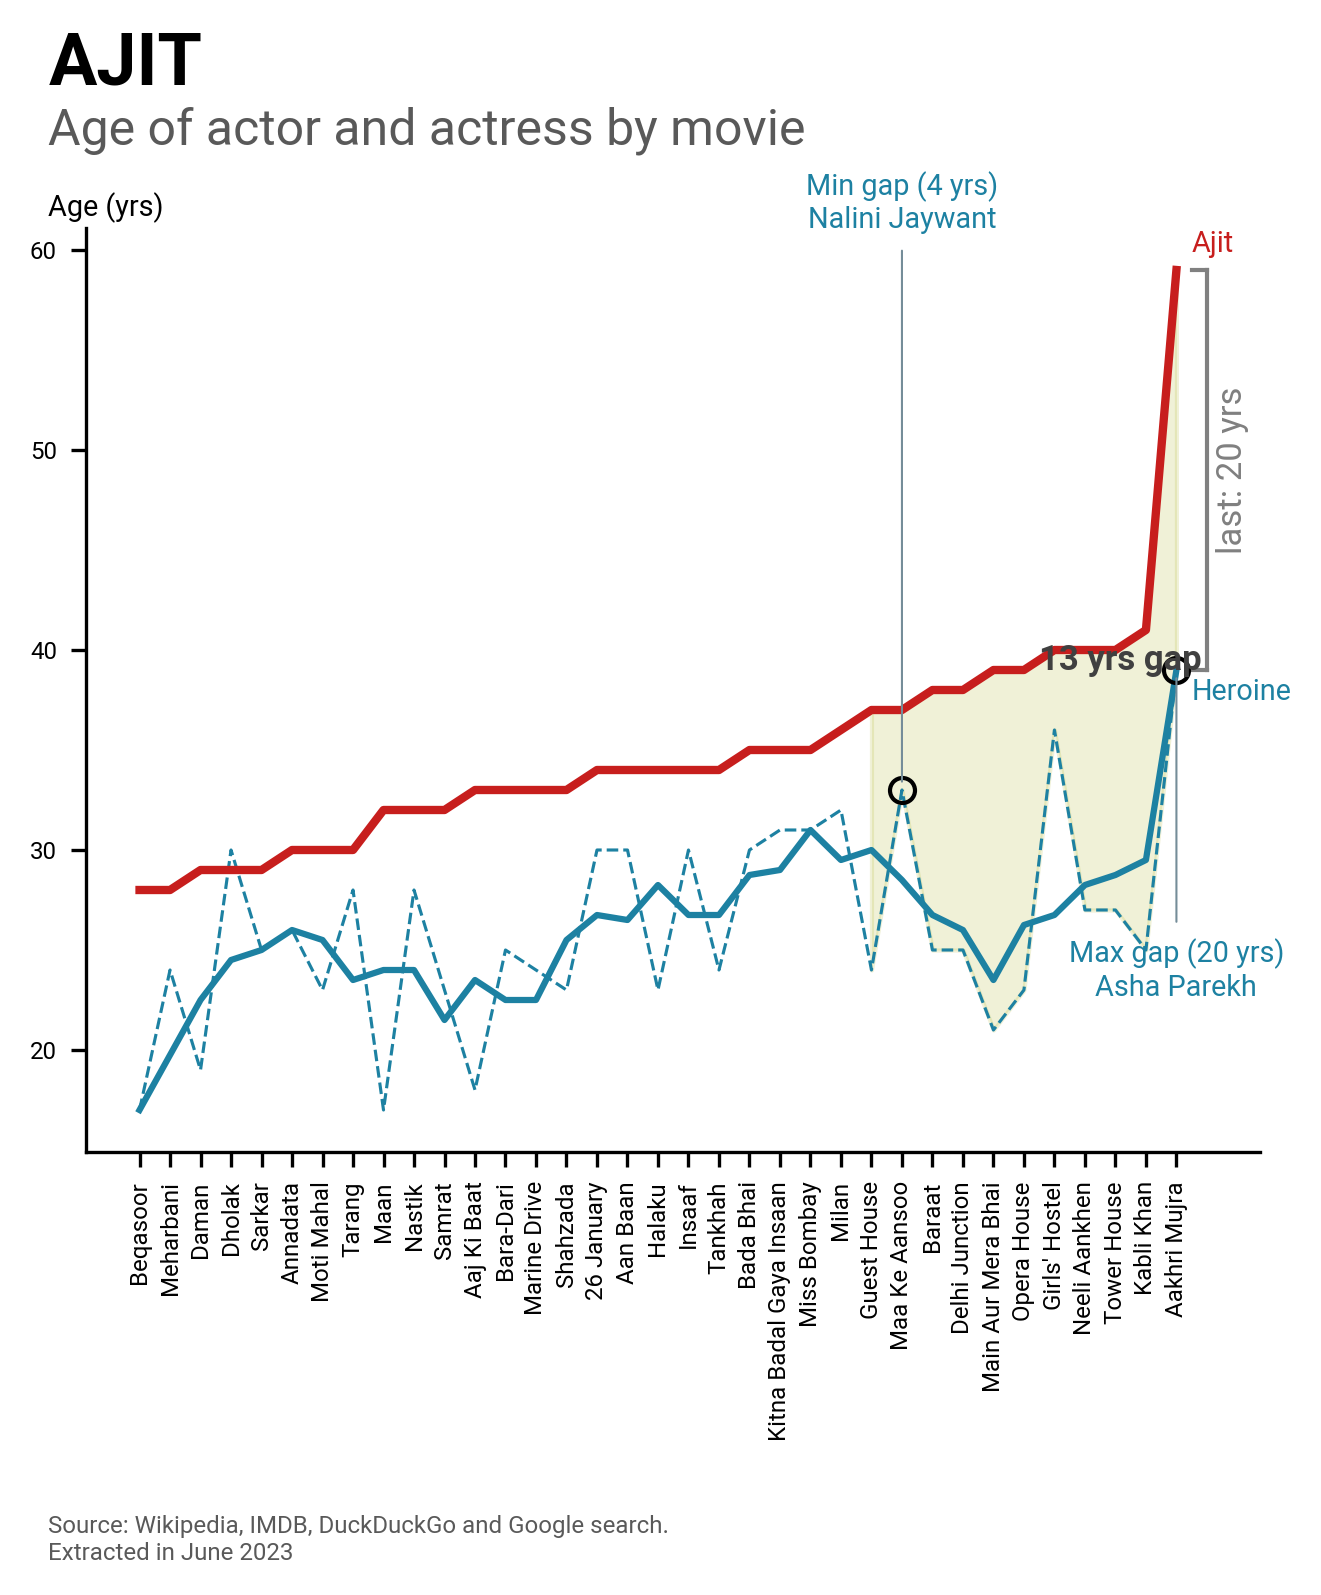 AJIT
Age of actor and actress by movie
Min gap (4 yrs)
Nalini Jaywant
Age (yrs)
Ajit
60
50
40
30
20
last: 20 yrs
13 yrs gap
Heroine
Max gap (20 yrs)
Asha Parekh
Beqasoor
Meharbani
Daman
Dholak
Sarkar
Annadata
Moti Mahal
Tarang
Maan
Nastik
Samrat
Aaj Ki Baat
Bara-Dari
Marine Drive
Shahzada
26 January
Aan Baan
Halaku
Insaaf
Tankhah
Bada Bhai
Kitna Badal Gaya Insaan
Miss Bombay
Milan
Guest House
Maa Ke Aansoo
Baraat
Delhi Junction
Main Aur Mera Bhai
Opera House
Girls' Hostel
Neeli Aankhen
Tower House
Kabli Khan
Aakhri Mujra
Source: Wikipedia, IMDB, DuckDuckGo and Google search.
Extracted in June 2023